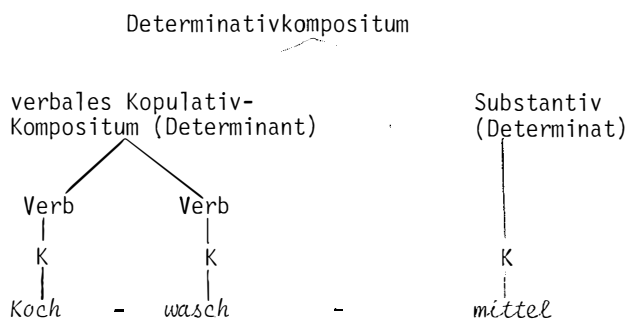 Determinativkompositum
verbales Kopulativ- Substantiv
Kompositum (Determinant) (Determinat)
Verb Verb
K K K
Koch - wasch - mittel